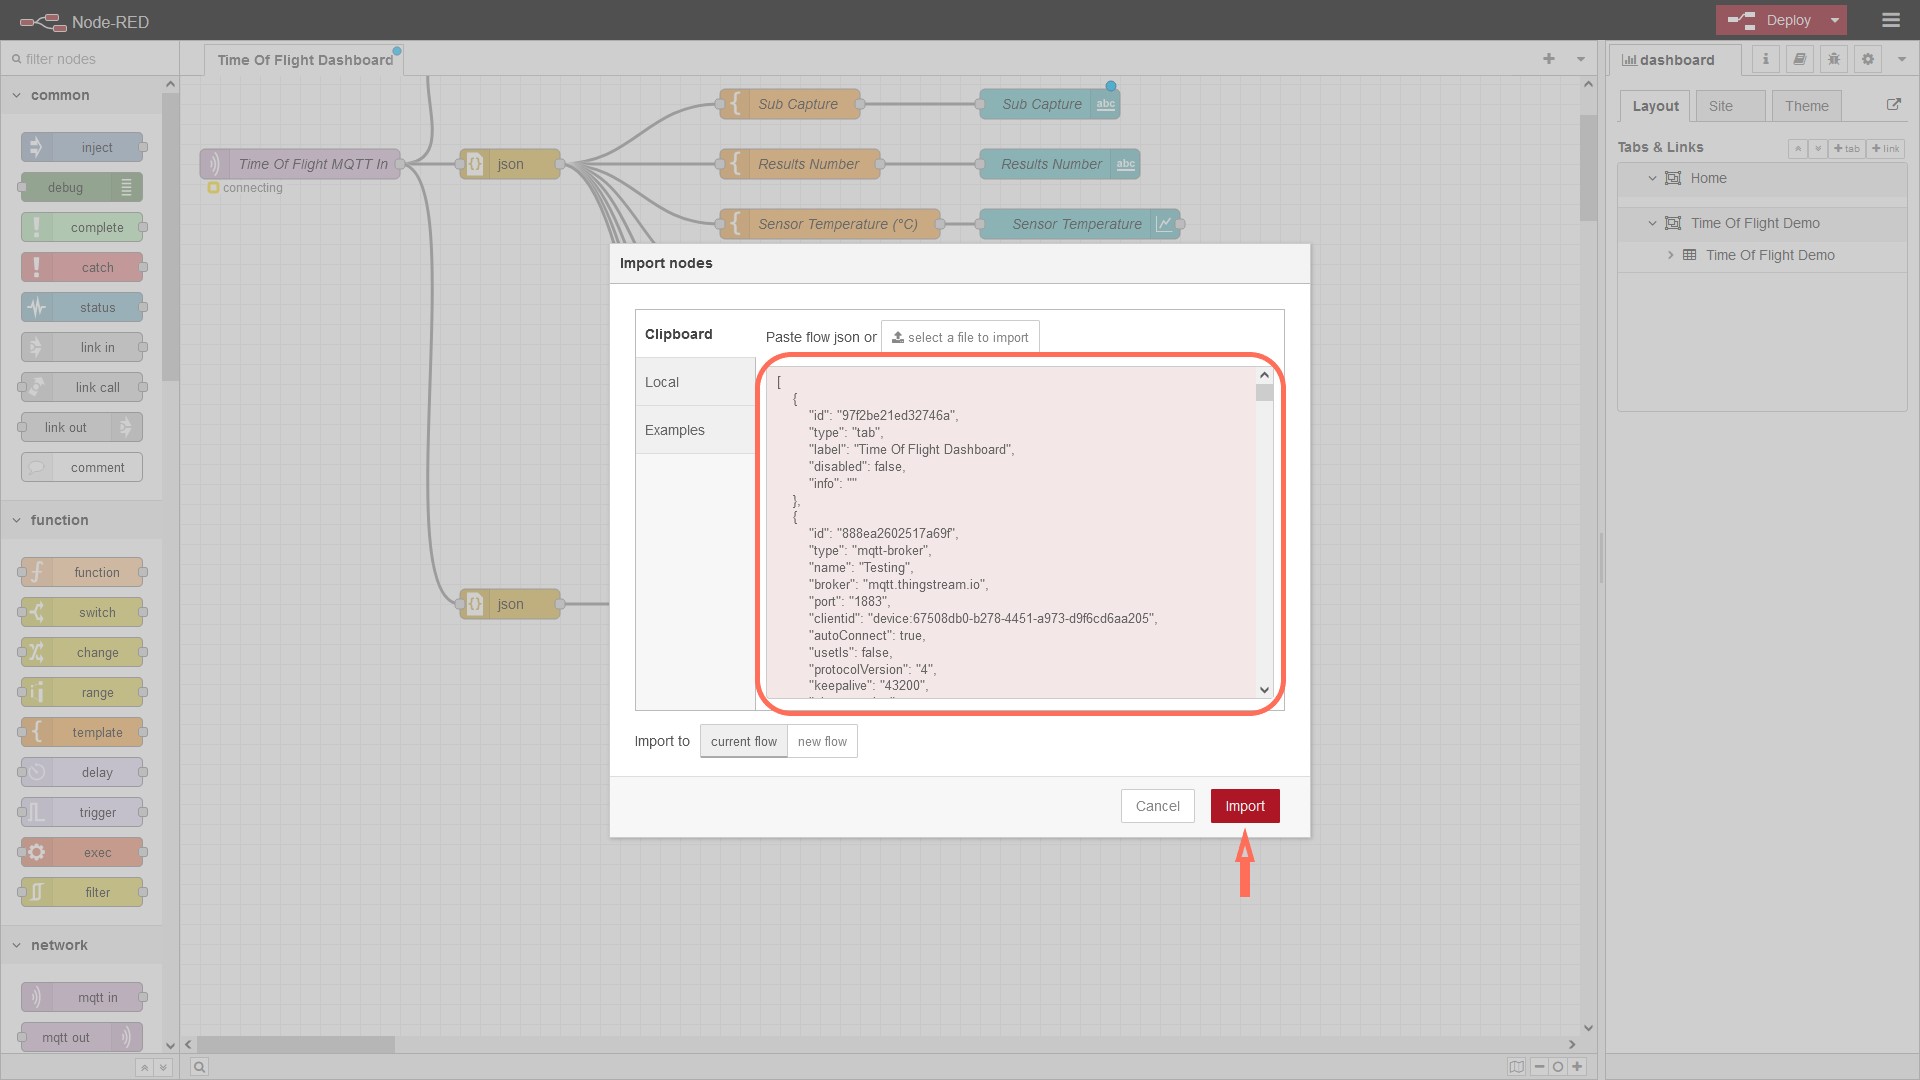 Node-RED
Deploy
filter nodes
Time Of Flight Dashboard
dashboard
i
Layout
Site
Theme
Tabs & Links
tab
link
Home
Time Of Flight Demo
Time Of Flight Demo
common
inject
debug
complete
catch
status
link in
link call
link out
comment
function
function
switch
change
range
template
delay
trigger
exec
filter
network
mqtt in
mqtt out
Time Of Flight MQTT In
connecting
json
Sub Capture
Sub Capture
abc
Results Number
Results Number
abc
Sensor Temperature (°C)
Sensor Temperature
json
Import nodes
Clipboard
Local
Examples
Paste flow json or
select a file to import
[
{
"id": "97f2be21ed32746a",
"type": "tab",
"label": "Time Of Flight Dashboard",
"disabled": false,
"info": ""
},
{
"id": "888ea2602517a69f",
"type": "mqtt-broker",
"name": "Testing",
"broker": "mqtt.thingstream.io",
"port": "1883",
"clientid": "device:67508db0-b278-4451-a973-d9f6cd6aa205",
"autoConnect": true,
"usetls": false,
"protocolVersion": "4",
"keepalive": "43200",
Import to
current flow
new flow
Cancel
Import